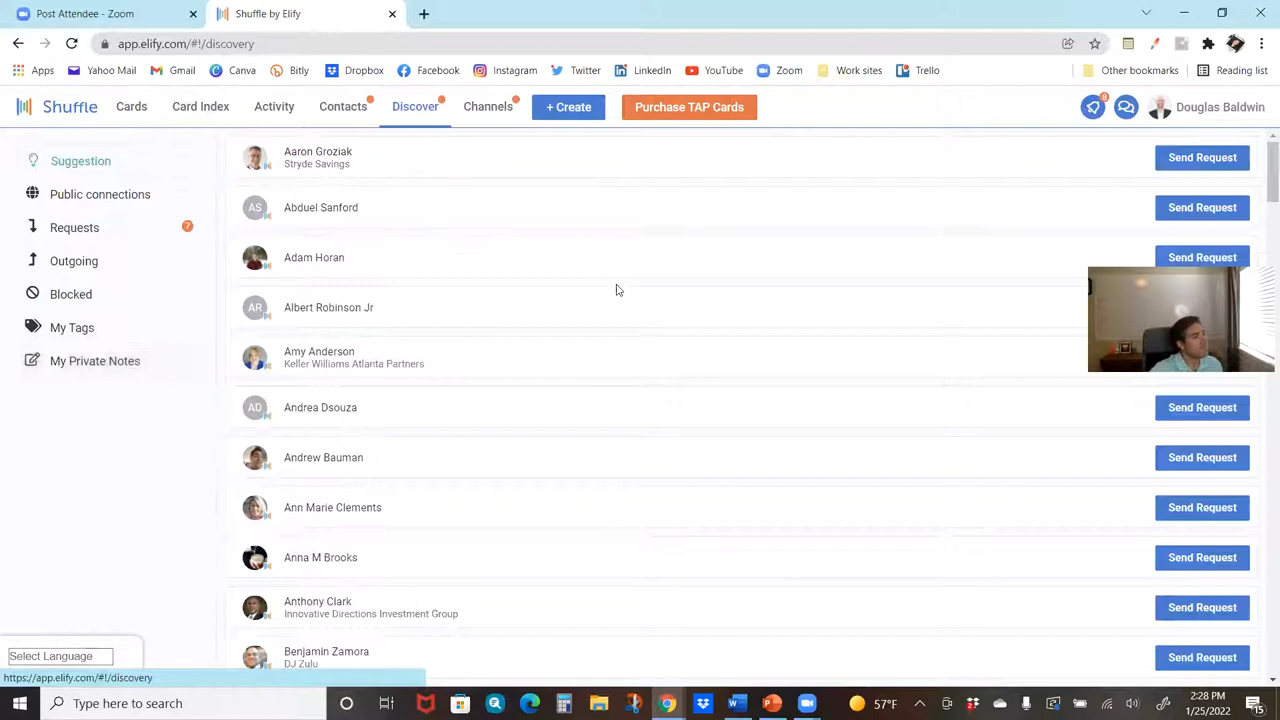 Post Attendee - Zoom
Shuffle by Elify
app.elify.com/#!/discovery
Apps
Yahoo Mail
Gmail
Canva
Bitly
Dropbox
Facebook
Instagram
Twitter
LinkedIn
YouTube
Zoom
Work sites
Trello
Other bookmarks
Reading list
Shuffle
Cards
Card Index
Activity
Contacts
Discover
Channels
+ Create
Purchase TAP Cards
Douglas Baldwin
Suggestion
Public connections
Requests
7
Outgoing
Blocked
My Tags
My Private Notes
Aaron Groziak
Stryde Savings
Send Request
AS
Abduel Sanford
Send Request
Adam Horan
Send Request
AR
Albert Robinson Jr
Amy Anderson
Keller Williams Atlanta Partners
AD
Andrea Dsouza
Send Request
Andrew Bauman
Send Request
Ann Marie Clements
Send Request
Anna M Brooks
Send Request
Anthony Clark
Innovative Directions Investment Group
Send Request
Benjamin Zamora
DJ Zulu
Send Request
Select Language
https://app.elify.com/#!/discovery
Type here to search
57°F
2:28 PM
1/25/2022
15